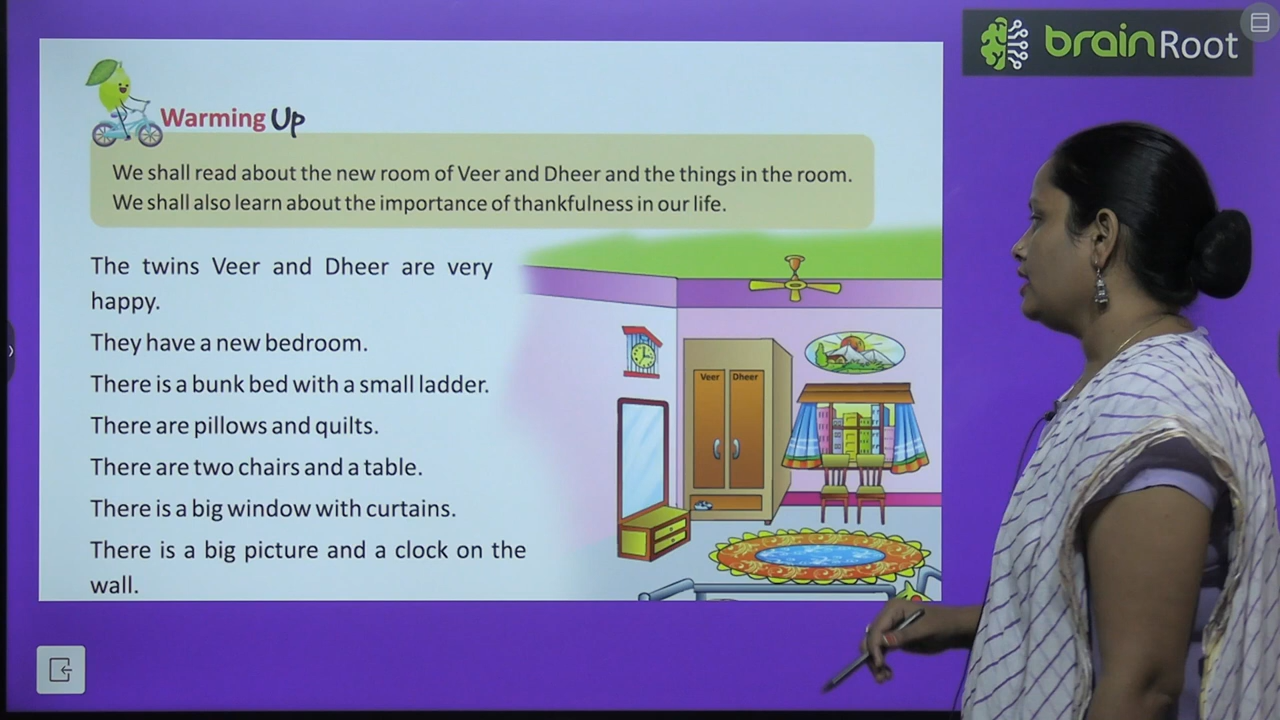 brainRoot
Warming Up
We shall read about the new room of Veer and Dheer and the things in the room.
We shall also learn about the importance of thankfulness in our life.
The twins Veer and Dheer are very
happy.
They have a new bedroom.
There is a bunk bed with a small ladder.
There are pillows and quilts.
There are two chairs and a table.
There is a big window with curtains.
There is a big picture and a clock on the
wall.
Veer Dheer